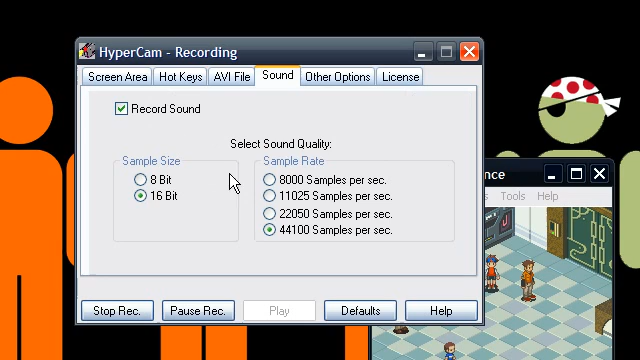 HyperCam - Recording
Screen Area Hot Keys AVI File Sound Other Options License
Record Sound
Select Sound Quality:
Sample Size Sample Rate
8 Bit 8000 Samples per sec.
16 Bit 11025 Samples per sec.
22050 Samples per sec.
44100 Samples per sec.
Stop Rec. Pause Rec. Play Defaults Help
nce
Tools Help